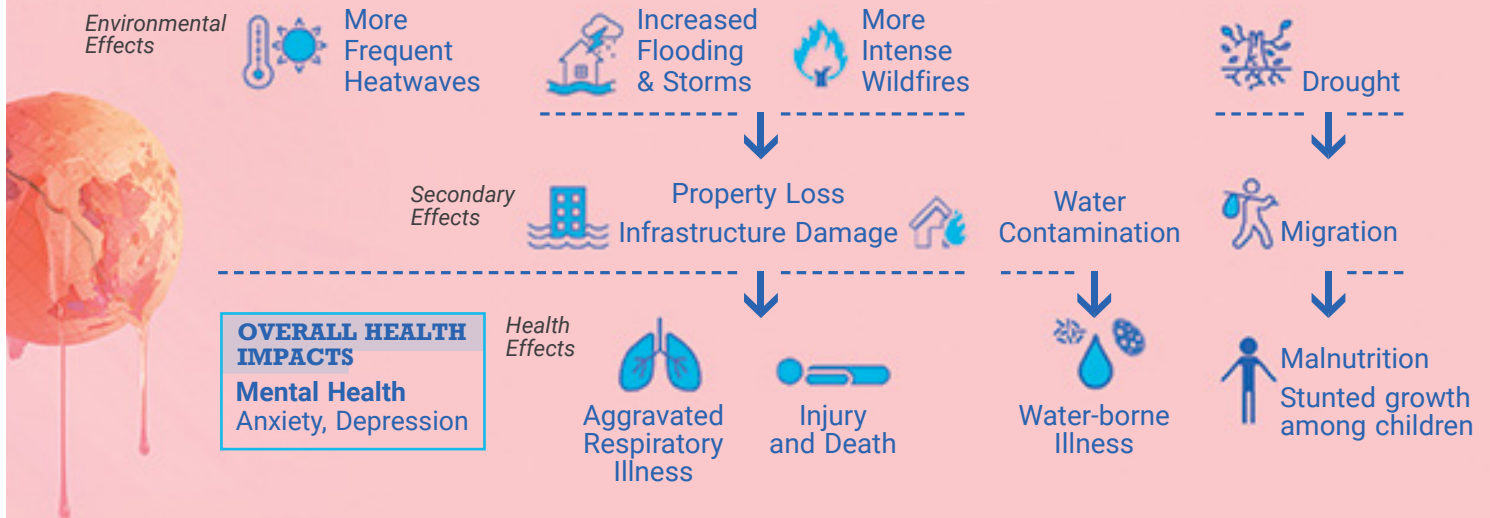 Environmental
Effects
More
Frequent
Heatwaves
Increased
Flooding
& Storms
More
Intense
Wildfires
Drought
Secondary
Effects
Property Loss
Infrastructure Damage
Water
Contamination
Migration
OVERALL HEALTH
IMPACTS
Mental Health
Anxiety, Depression
Health
Effects
Aggravated
Respiratory
Illness
Injury
and Death
Water-borne
Illness
Malnutrition
Stunted growth
among children